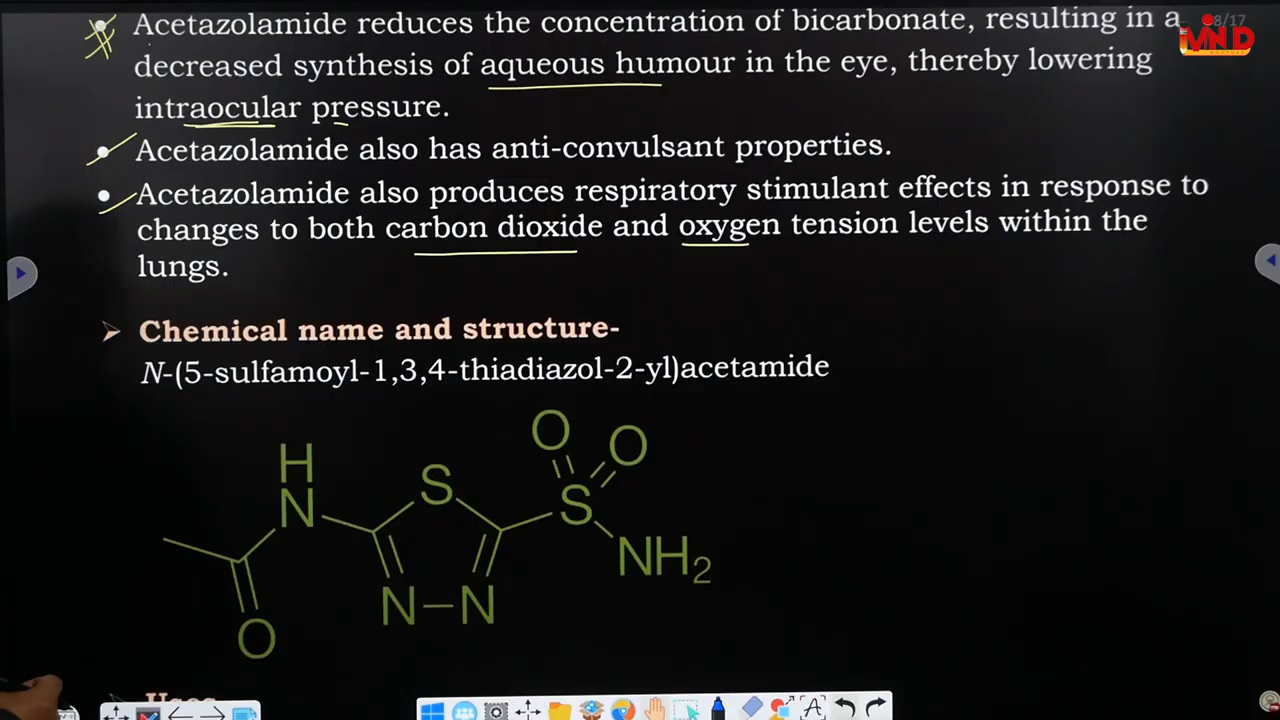 Acetazolamide reduces the concentration of bicarbonate, resulting in a
8/17
decreased synthesis of aqueous humour in the eye, thereby lowering
intraocular pressure.
Acetazolamide also has anti-convulsant properties.
Acetazolamide also produces respiratory stimulant effects in response to
changes to both carbon dioxide and oxygen tension levels within the
lungs.
Chemical name and structure-
N-(5-sulfamoyl-1,3,4-thiadiazol-2-yl)acetamide
O
O
H
N
S
S
NH2
N
N
O
Uses
A